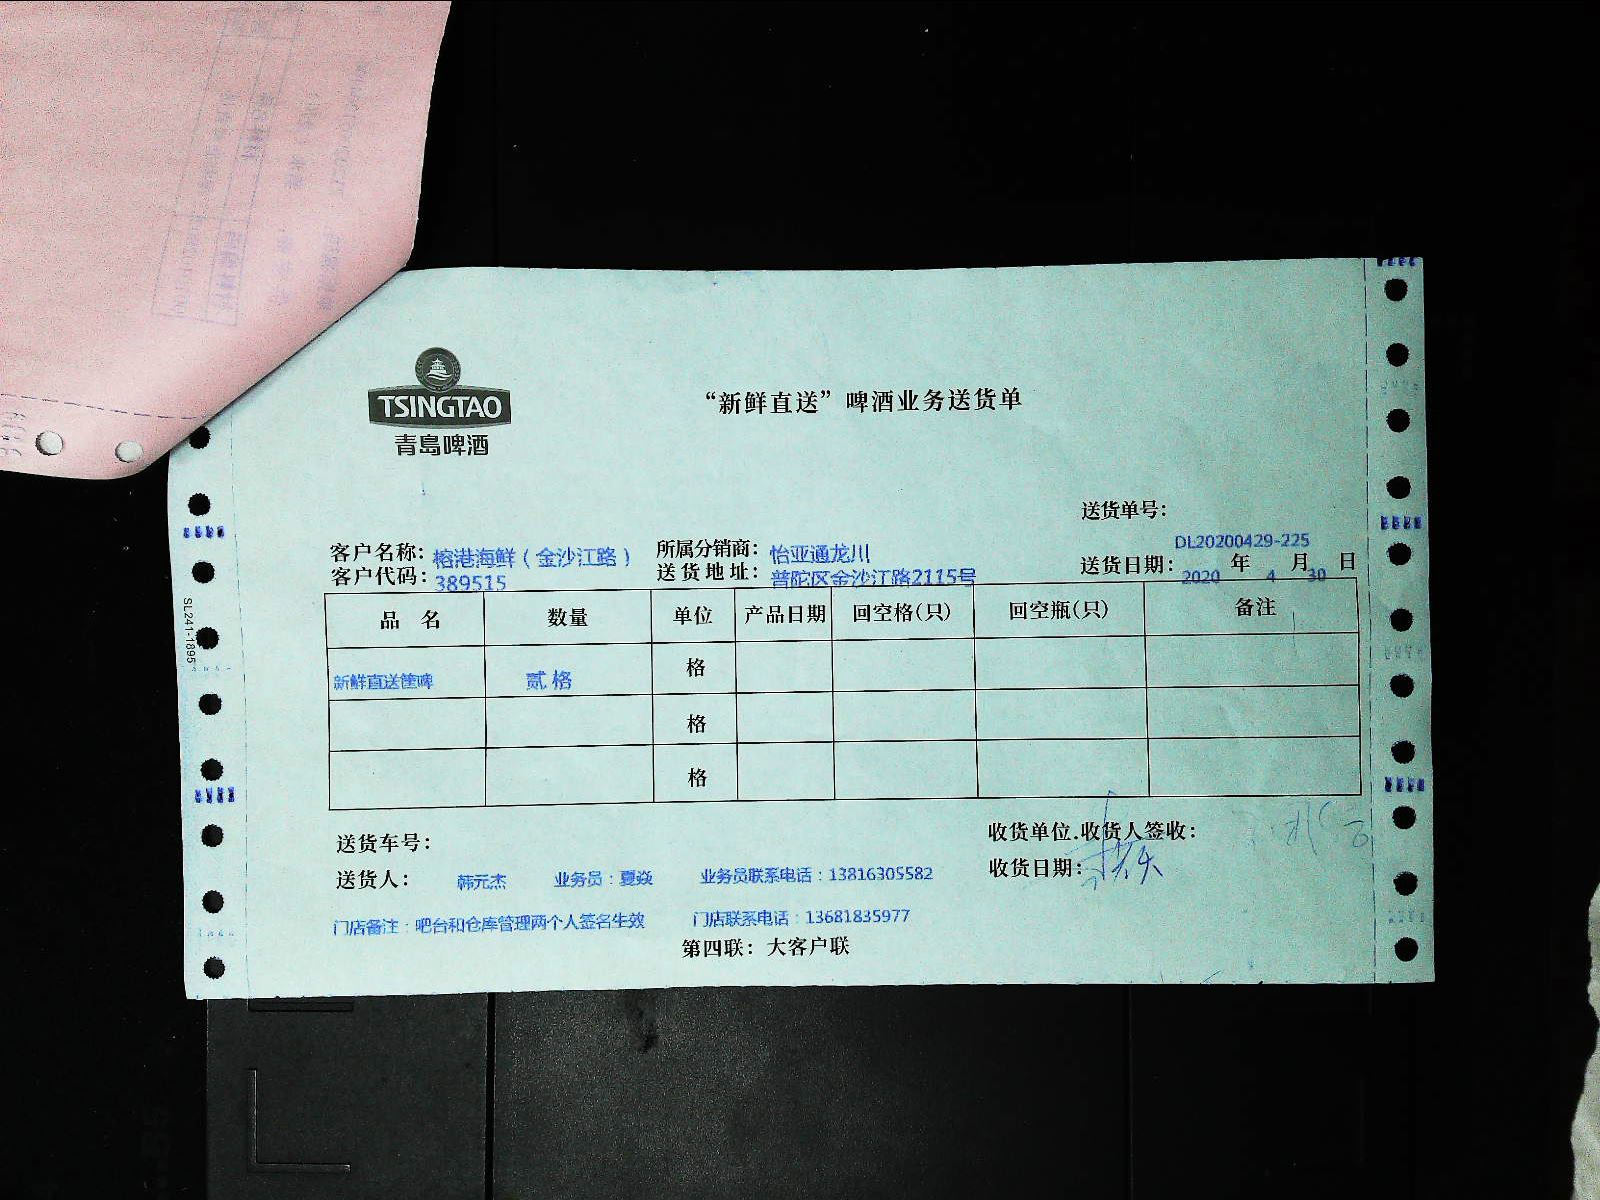 TSINGTAO
青島啤酒
“新鲜直送”啤酒业务送货单
送货单号：
DL20200429-225
客户名称：榕港海鲜（金沙江路） 所属分销商：怡亚通龙川 送货日期：2020 年 4 月 30 日
客户代码：389515 送货地址：普陀区金沙江路2115号
品 名 数量 单位 产品日期 回空格(只) 回空瓶(只) 备注
新鲜直送筐啤 贰格 格
格
格
SL241-1895
送货车号： 收货单位.收货人签收：
送货人： 韩元杰 业务员：夏焱 业务员联系电话：13816305582 收货日期：
门店备注：吧台和仓库管理两个人签名生效 门店联系电话：13681835977
第四联：大客户联